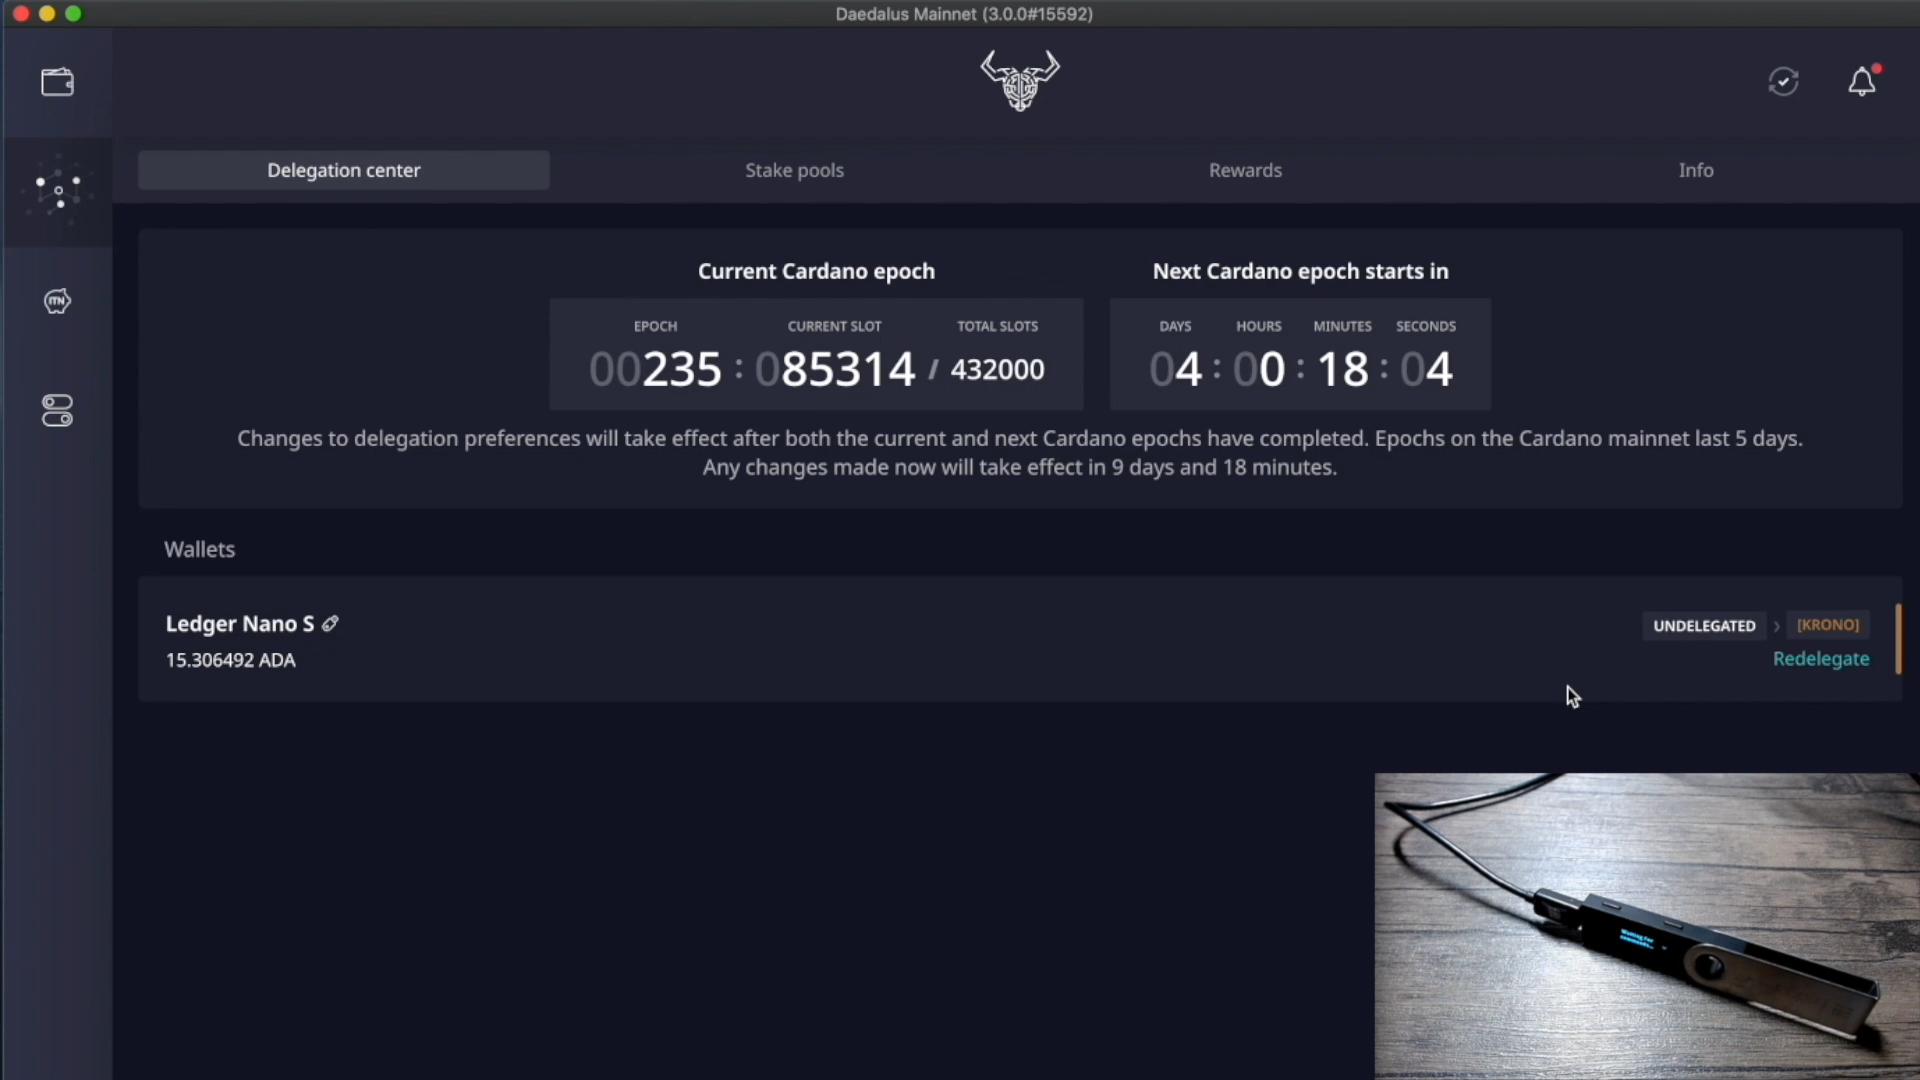 Daedalus Mainnet (3.0.0#15592)
Delegation center
Stake pools
Rewards
Info
Current Cardano epoch
Next Cardano epoch starts in
EPOCH CURRENT SLOT TOTAL SLOTS
DAYS HOURS MINUTES SECONDS
00235 : 085314 / 432000
04 : 00 : 18 : 04
Changes to delegation preferences will take effect after both the current and next Cardano epochs have completed. Epochs on the Cardano mainnet last 5 days.
Any changes made now will take effect in 9 days and 18 minutes.
Wallets
Ledger Nano S
UNDELEGATED › [KRONO]
15.306492 ADA
Redelegate
ITN
Waiting for
commands...